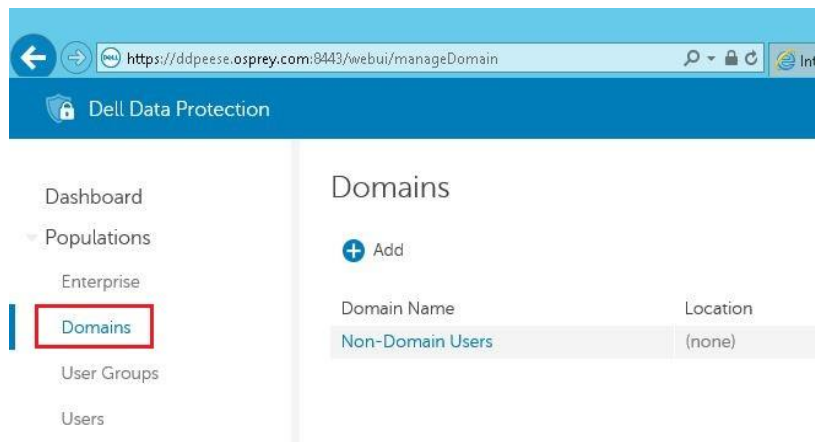 https://ddpeese.osprey.com:8443/webui/manageDomain
Int
Dell Data Protection
Dashboard
Populations
Enterprise
Domains
User Groups
Users
Domains
Add
Domain Name Location
Non-Domain Users (none)